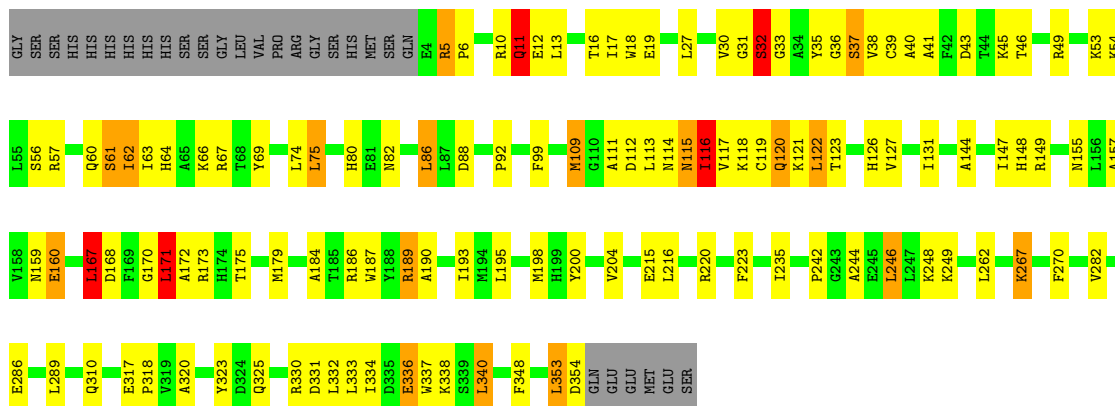 GLY SER SER HIS HIS HIS HIS HIS HIS SER SER GLY LEU VAL PRO ARG GLY SER HIS MET SER GLN E4 R5 P6 R10 Q11 E12 L13 T16 I17 W18 E19 L27 V30 G31 S32 G33 A34 Y35 G36 S37 V38 C39 A40 A41 F42 D43 T44 K45 T46 R49 K53 K54
L55 S56 R57 Q60 S61 I62 I63 H64 A65 K66 R67 T68 Y69 L74 L75 H80 E81 N82 L86 L87 D88 P92 F99 M109 G110 A111 D112 L113 N114 N115 I116 V117 K118 C119 Q120 K121 L122 T123 H126 V127 I131 A144 I147 H148 R149 N155 L156 A157
V158 N159 E160 L167 D168 F169 G170 L171 A172 R173 H174 T175 M179 A184 T185 R186 W187 Y188 R189 A190 I193 M194 L195 M198 H199 Y200 V204 E215 L216 R220 F223 I235 P242 G243 A244 E245 L246 L247 K248 K249 L262 K267 F270 V282
E286 L289 Q310 E317 P318 V319 A320 Y323 D324 Q325 R330 D331 L332 L333 I334 D335 E336 W337 K338 S339 L340 F348 L353 D354 GLN GLU GLU MET GLU SER